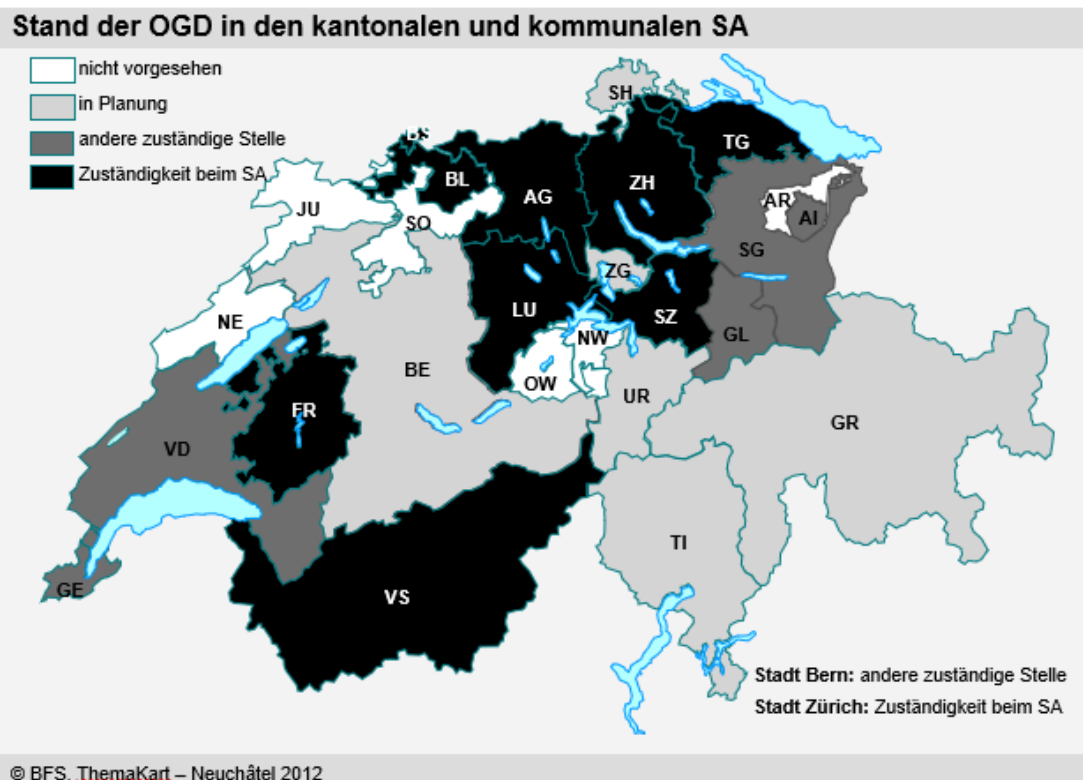 Stand der OGD in den kantonalen und kommunalen SA
nicht vorgesehen
in Planung
andere zuständige Stelle
Zuständigkeit beim SA
SH
BS
TG
BL
ZH
AG
JU
AR
SO
AI
SG
ZG
LU
SZ
NE
NW
GL
BE
OW
UR
FR
GR
VD
TI
GE
VS
Stadt Bern: andere zuständige Stelle
Stadt Zürich: Zuständigkeit beim SA
© BFS, ThemaKart – Neuchâtel 2012